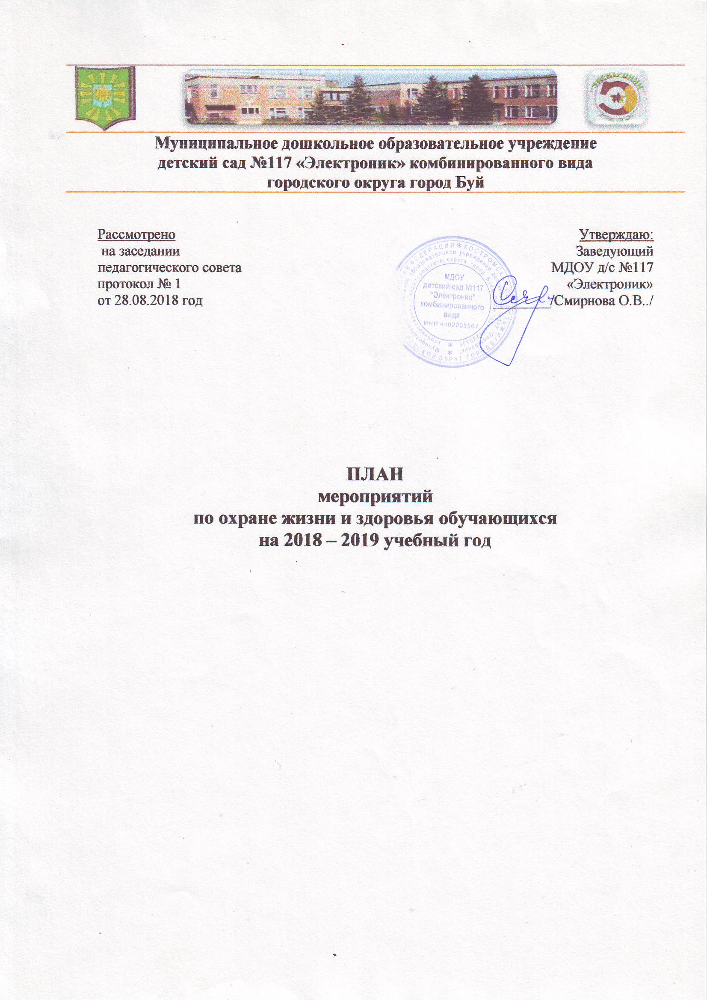 "ЭЛЕКТРОНИК"
Муниципальное дошкольное образовательное учреждение
детский сад №117 «Электроник» комбинированного вида
городского округа город Буй
Рассмотрено
на заседании
педагогического совета
протокол № 1
от 28.08.2018 год
Утверждаю:
Заведующий
МДОУ д/с №117
«Электроник»
/Смирнова О.В../
МДОУ
детский сад №117
"Электроник"
комбинированного
вида
ИНН 4402005567
ПЛАН
мероприятий
по охране жизни и здоровья обучающихся
на 2018 – 2019 учебный год